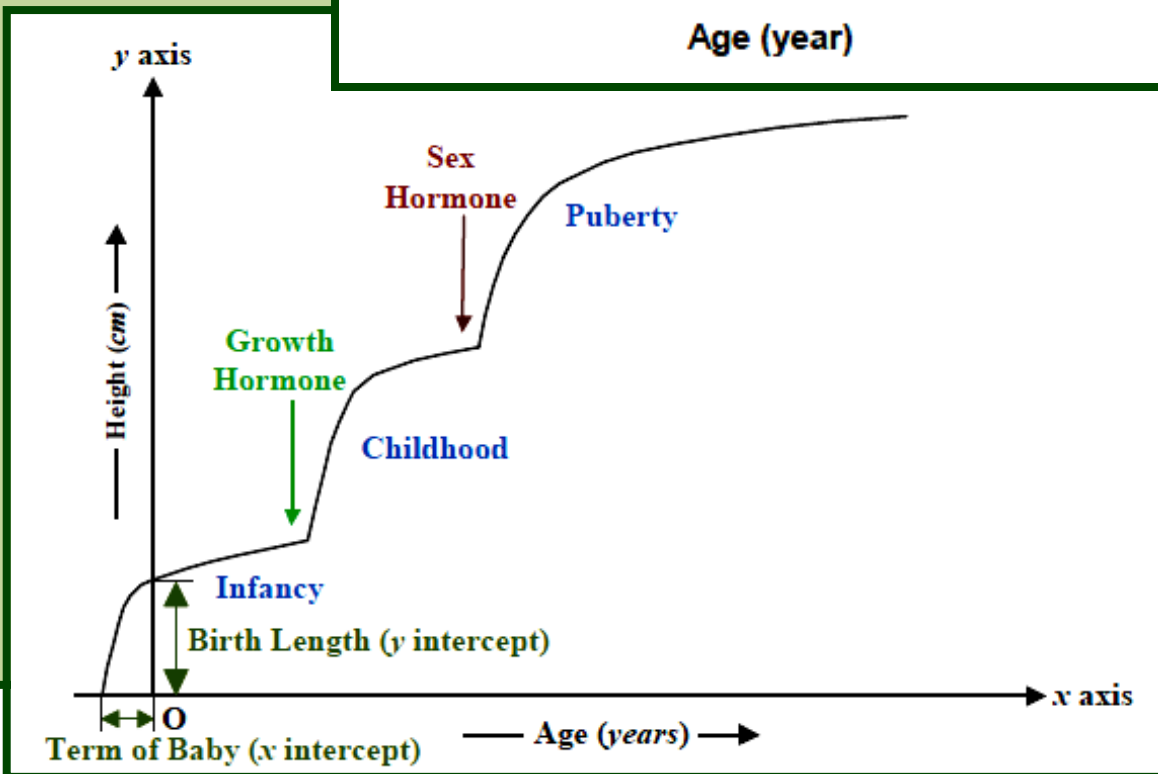 Age (year)
y axis
Sex
Hormone
Puberty
Height (cm)
Growth
Hormone
Childhood
Infancy
Birth Length (y intercept)
x axis
O
Age (years)
Term of Baby (x intercept)